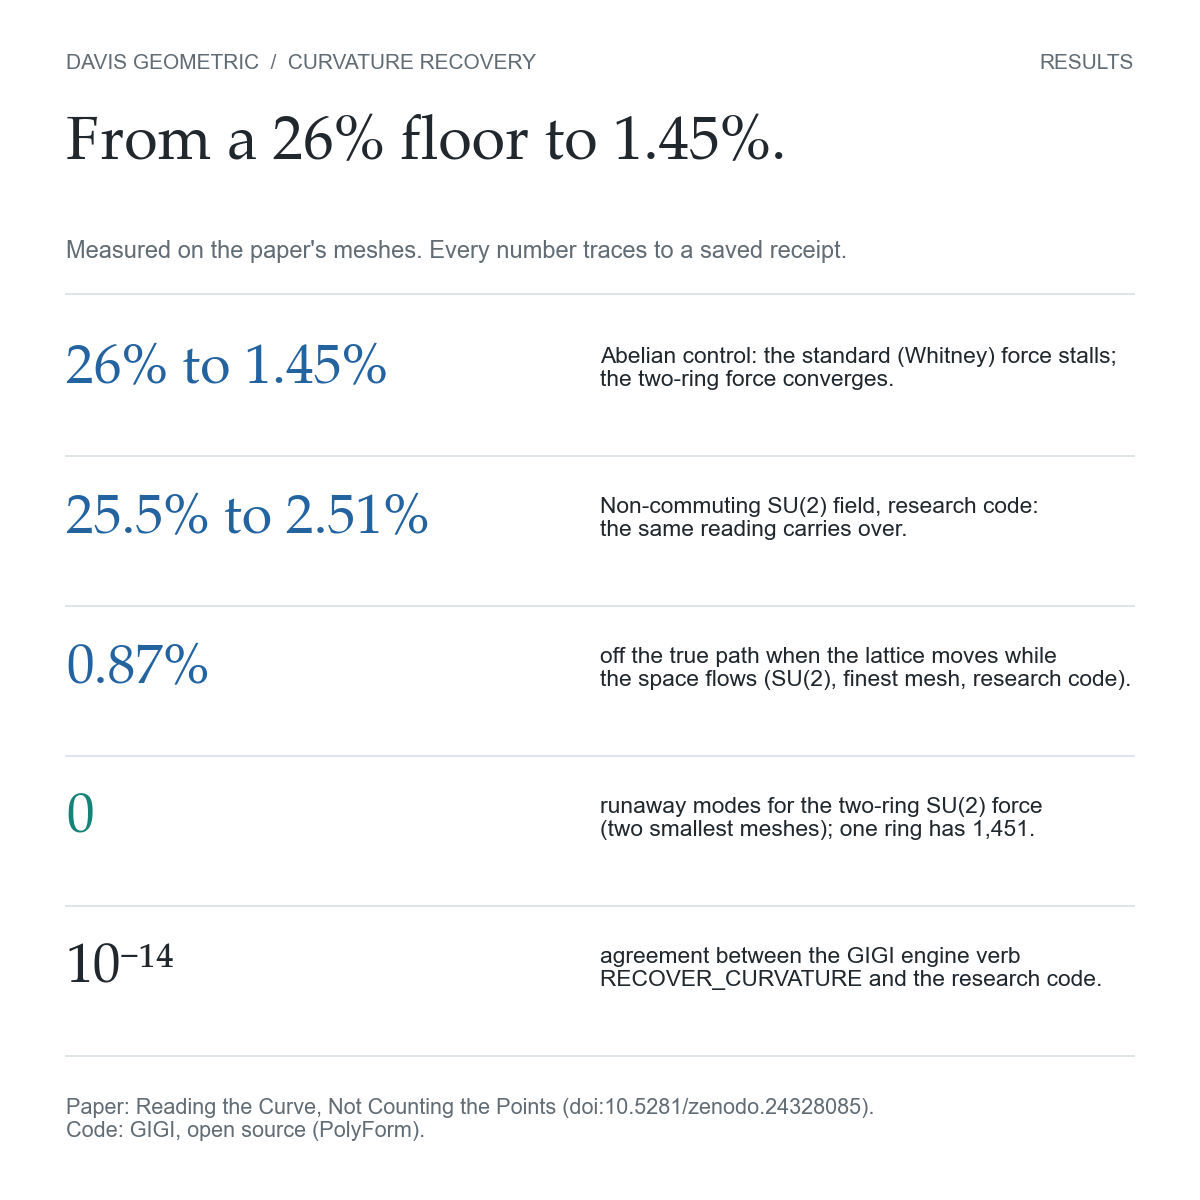 DAVIS GEOMETRIC / CURVATURE RECOVERY
RESULTS
From a 26% floor to 1.45%.
Measured on the paper's meshes. Every number traces to a saved receipt.
26% to 1.45%
Abelian control: the standard (Whitney) force stalls;
the two-ring force converges.
25.5% to 2.51%
Non-commuting SU(2) field, research code:
the same reading carries over.
0.87%
off the true path when the lattice moves while
the space flows (SU(2), finest mesh, research code).
0
runaway modes for the two-ring SU(2) force
(two smallest meshes); one ring has 1,451.
10⁻¹⁴
agreement between the GIGI engine verb
RECOVER_CURVATURE and the research code.
Paper: Reading the Curve, Not Counting the Points (doi:10.5281/zenodo.24328085).
Code: GIGI, open source (PolyForm).